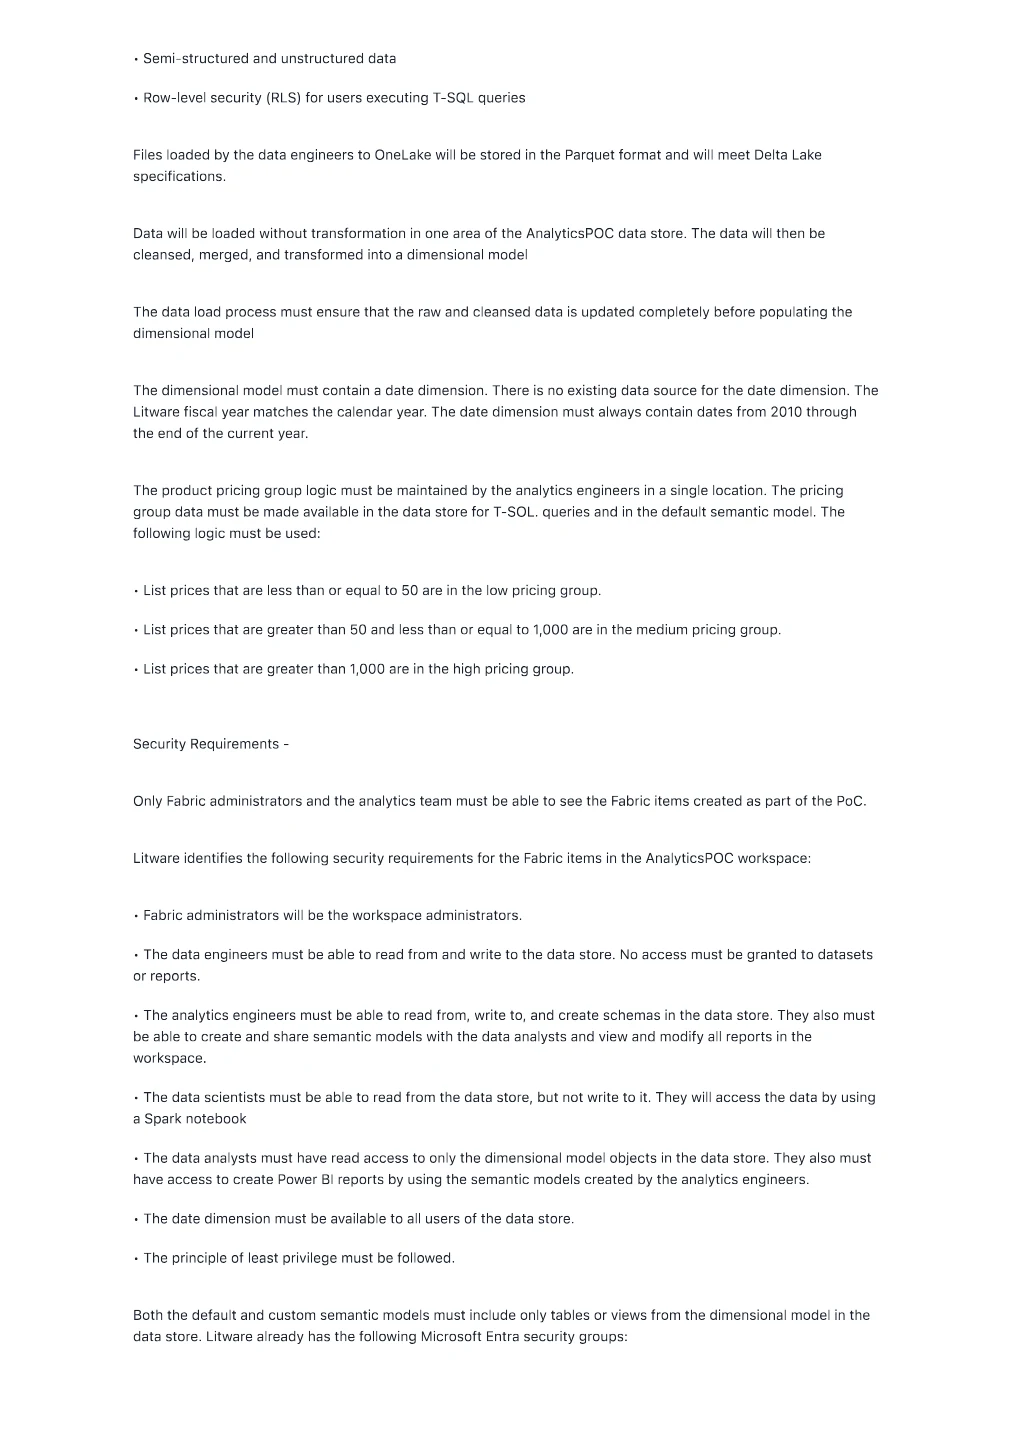 • Semi-structured and unstructured data
• Row-level security (RLS) for users executing T-SQL queries
Files loaded by the data engineers to OneLake will be stored in the Parquet format and will meet Delta Lake
specifications.
Data will be loaded without transformation in one area of the AnalyticsPOC data store. The data will then be
cleansed, merged, and transformed into a dimensional model
The data load process must ensure that the raw and cleansed data is updated completely before populating the
dimensional model
The dimensional model must contain a date dimension. There is no existing data source for the date dimension. The
Litware fiscal year matches the calendar year. The date dimension must always contain dates from 2010 through
the end of the current year.
The product pricing group logic must be maintained by the analytics engineers in a single location. The pricing
group data must be made available in the data store for T-SOL. queries and in the default semantic model. The
following logic must be used:
• List prices that are less than or equal to 50 are in the low pricing group.
• List prices that are greater than 50 and less than or equal to 1,000 are in the medium pricing group.
• List prices that are greater than 1,000 are in the high pricing group.
Security Requirements -
Only Fabric administrators and the analytics team must be able to see the Fabric items created as part of the PoC.
Litware identifies the following security requirements for the Fabric items in the AnalyticsPOC workspace:
• Fabric administrators will be the workspace administrators.
• The data engineers must be able to read from and write to the data store. No access must be granted to datasets
or reports.
• The analytics engineers must be able to read from, write to, and create schemas in the data store. They also must
be able to create and share semantic models with the data analysts and view and modify all reports in the
workspace.
• The data scientists must be able to read from the data store, but not write to it. They will access the data by using
a Spark notebook
• The data analysts must have read access to only the dimensional model objects in the data store. They also must
have access to create Power BI reports by using the semantic models created by the analytics engineers.
• The date dimension must be available to all users of the data store.
• The principle of least privilege must be followed.
Both the default and custom semantic models must include only tables or views from the dimensional model in the
data store. Litware already has the following Microsoft Entra security groups: